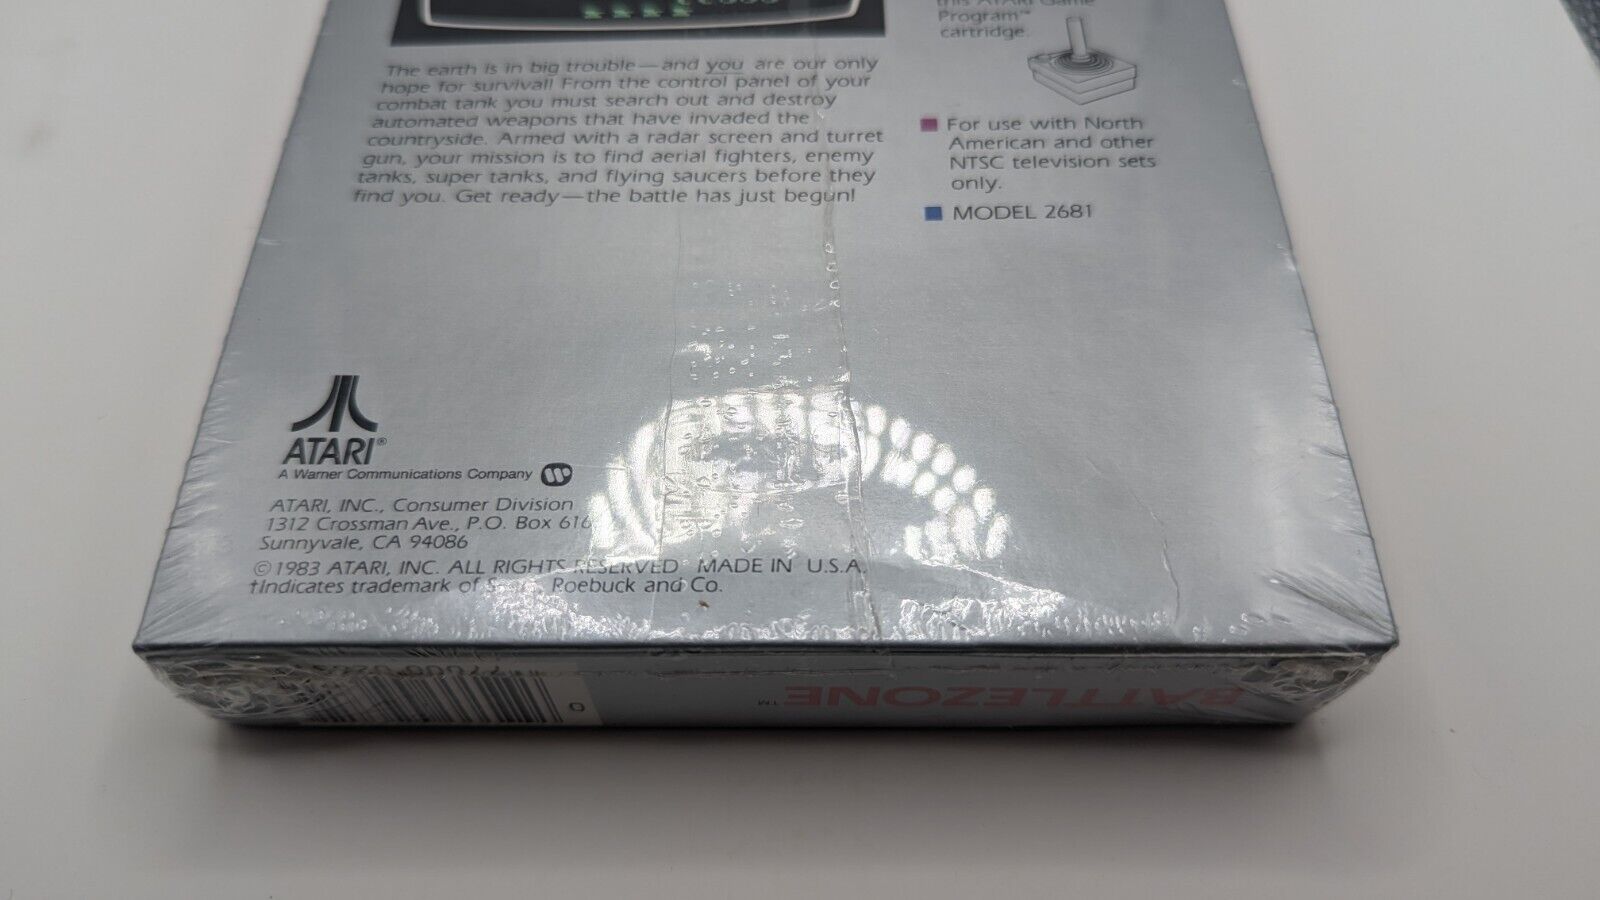 this ATARI Game
Program™
cartridge.
The earth is in big trouble—and you are our only
hope for survival! From the control panel of your
combat tank you must search out and destroy
automated weapons that have invaded the
countryside. Armed with a radar screen and turret
gun, your mission is to find aerial fighters, enemy
tanks, super tanks, and flying saucers before they
find you. Get ready—the battle has just begun!
For use with North
American and other
NTSC television sets
only.
MODEL 2681
ATARI®
A Warner Communications Company
ATARI, INC., Consumer Division
1312 Crossman Ave., P.O. Box 616
Sunnyvale, CA 94086
©1983 ATARI, INC. ALL RIGHTS RESERVED MADE IN U.S.A.
†Indicates trademark of Roebuck and Co.
BATTLEZONE™
0